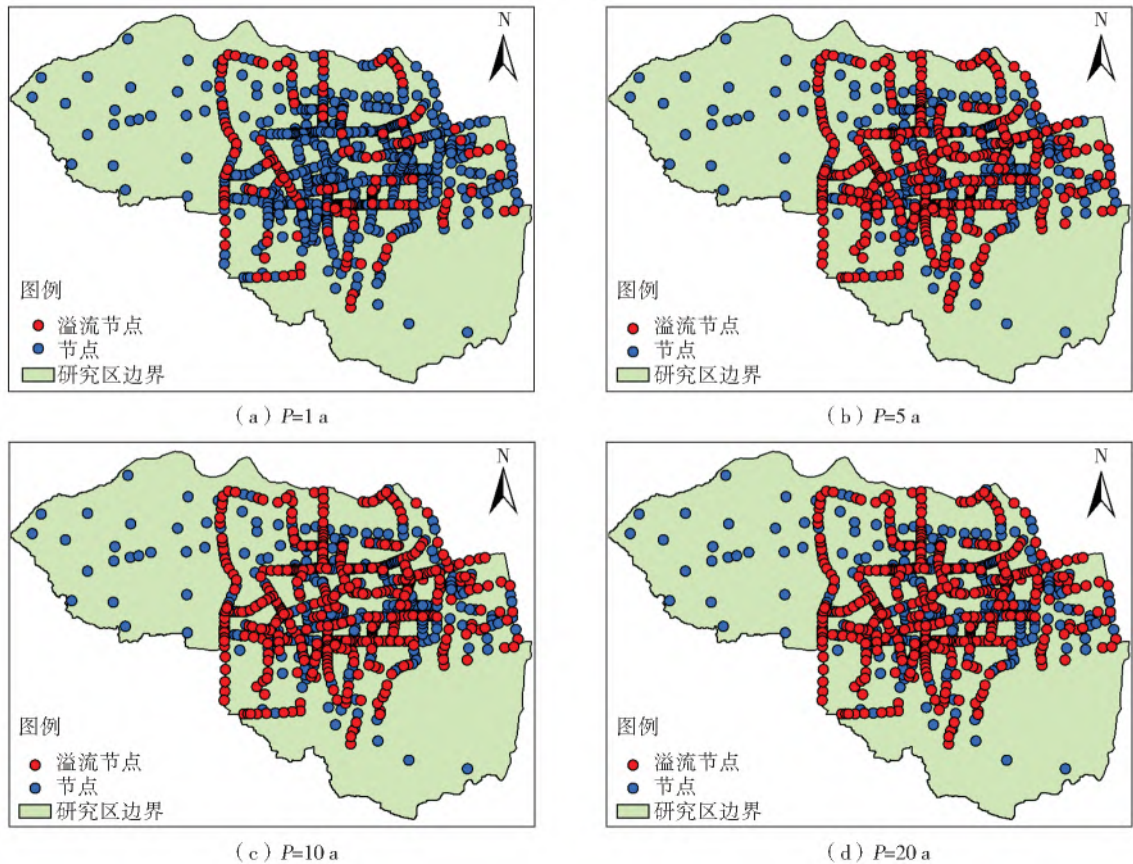 N
图例
溢流节点
节点
研究区边界
(a) P=1 a
N
图例
溢流节点
节点
研究区边界
(b) P=5 a
N
图例
溢流节点
节点
研究区边界
(c) P=10 a
N
图例
溢流节点
节点
研究区边界
(d) P=20 a